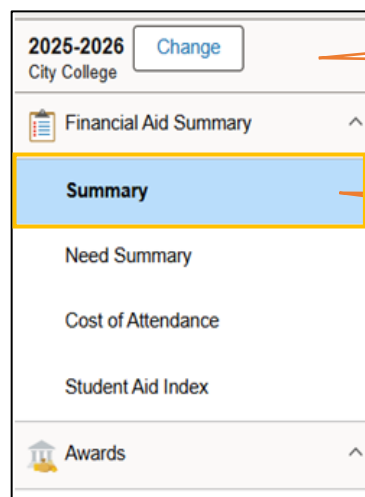 2025-2026 Change
City College
Financial Aid Summary
Summary
Need Summary
Cost of Attendance
Student Aid Index
Awards